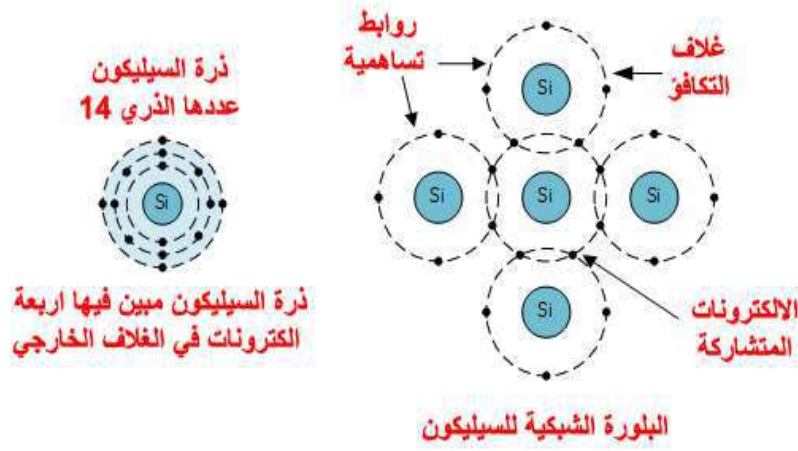 ذرة السيليكون
عددها الذري 14
Si
ذرة السيليكون مبين فيها اربعة
الكترونات في الغلاف الخارجي
روابط
تساهمية
غلاف
التكافؤ
Si
Si
Si
Si
Si
الالكترونات
المتشاركة
البلورة الشبكية للسيليكون